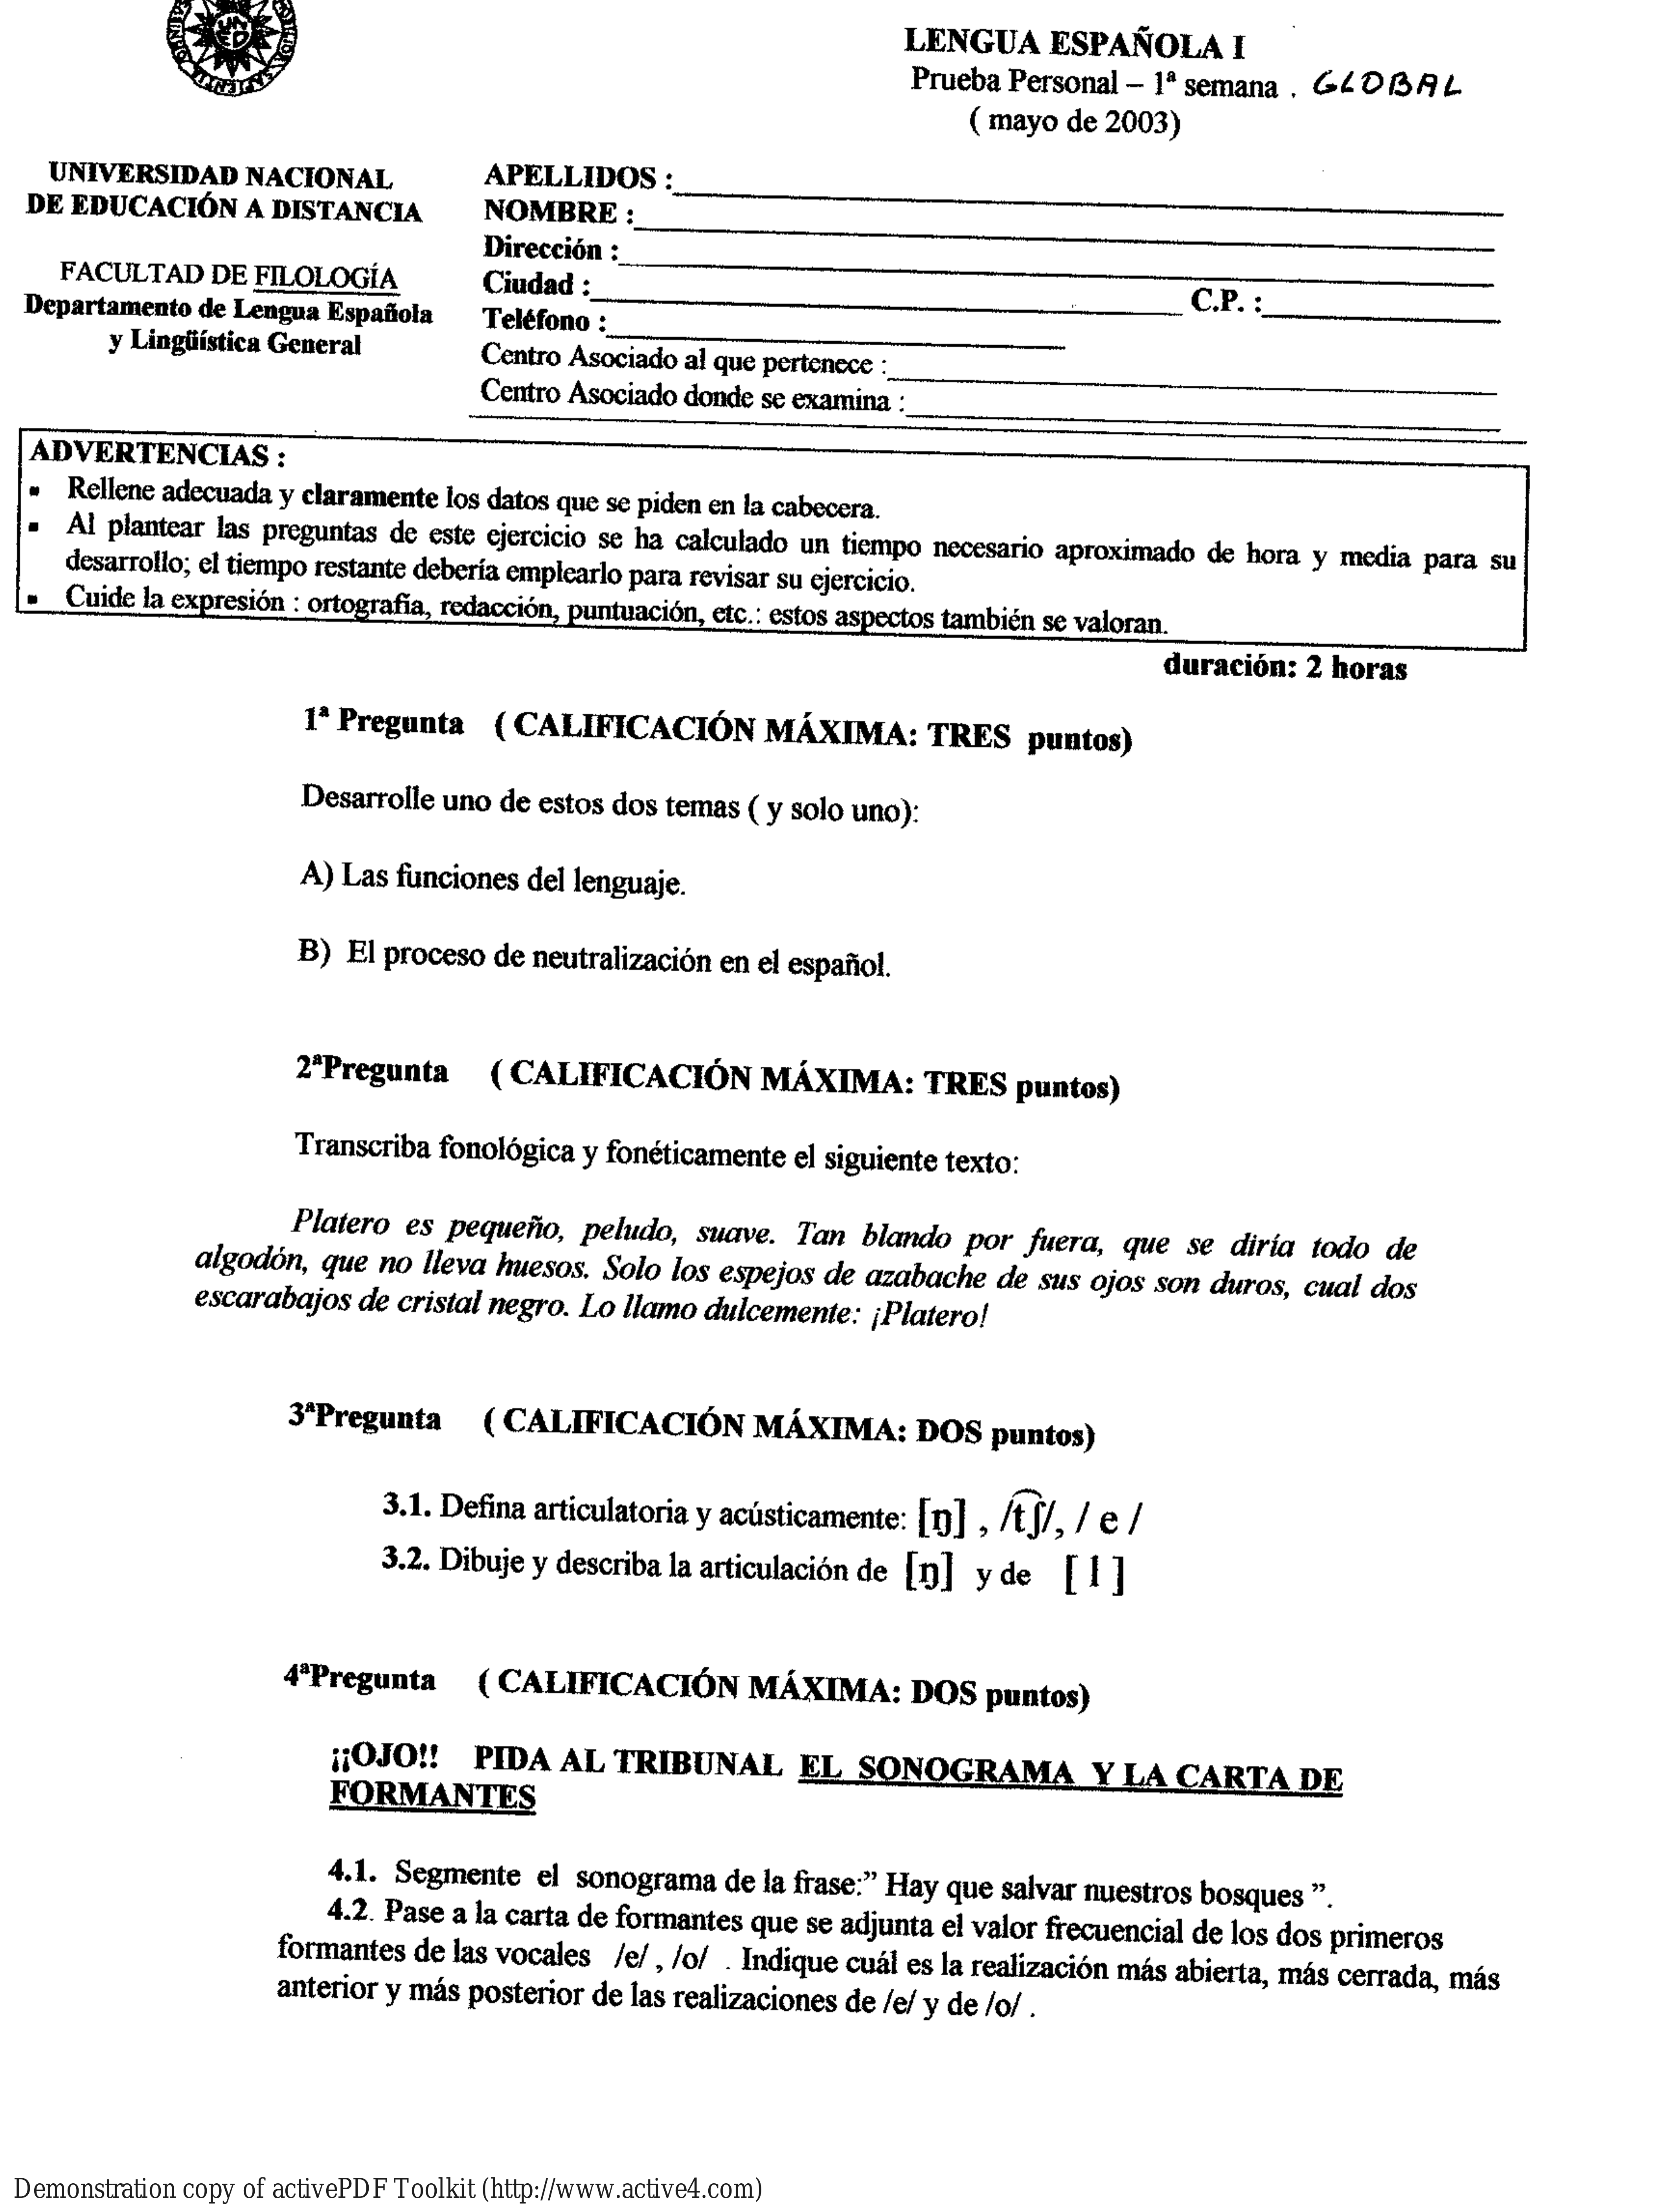 UN
ED
LENGUA ESPAÑOLA I
Prueba Personal – 1ª semana . GLOBAL
( mayo de 2003)
UNIVERSIDAD NACIONAL
DE EDUCACIÓN A DISTANCIA
FACULTAD DE FILOLOGÍA
Departamento de Lengua Española
y Lingüística General
APELLIDOS :
NOMBRE :
Dirección :
Ciudad : C.P. :
Teléfono :
Centro Asociado al que pertenece :
Centro Asociado donde se examina :
ADVERTENCIAS :
▪ Rellene adecuada y claramente los datos que se piden en la cabecera.
▪ Al plantear las preguntas de este ejercicio se ha calculado un tiempo necesario aproximado de hora y media para su
desarrollo; el tiempo restante debería emplearlo para revisar su ejercicio.
▪ Cuide la expresión : ortografía, redacción, puntuación, etc.: estos aspectos también se valoran.
duración: 2 horas
1ª Pregunta ( CALIFICACIÓN MÁXIMA: TRES puntos)
Desarrolle uno de estos dos temas ( y solo uno):
A) Las funciones del lenguaje.
B) El proceso de neutralización en el español.
2ªPregunta ( CALIFICACIÓN MÁXIMA: TRES puntos)
Transcriba fonológica y fonéticamente el siguiente texto:
Platero es pequeño, peludo, suave. Tan blando por fuera, que se diría todo de
algodón, que no lleva huesos. Solo los espejos de azabache de sus ojos son duros, cual dos
escarabajos de cristal negro. Lo llamo dulcemente: ¡Platero!
3ªPregunta ( CALIFICACIÓN MÁXIMA: DOS puntos)
3.1. Defina articulatoria y acústicamente: [ŋ] , /t͡ʃ/, / e /
3.2. Dibuje y describa la articulación de [ŋ] y de [ l ]
4ªPregunta ( CALIFICACIÓN MÁXIMA: DOS puntos)
¡¡OJO!! PIDA AL TRIBUNAL EL SONOGRAMA Y LA CARTA DE
FORMANTES
4.1. Segmente el sonograma de la frase:” Hay que salvar nuestros bosques ”.
4.2. Pase a la carta de formantes que se adjunta el valor frecuencial de los dos primeros
formantes de las vocales /e/ , /o/ . Indique cuál es la realización más abierta, más cerrada, más
anterior y más posterior de las realizaciones de /e/ y de /o/ .
Demonstration copy of activePDF Toolkit (http://www.active4.com)